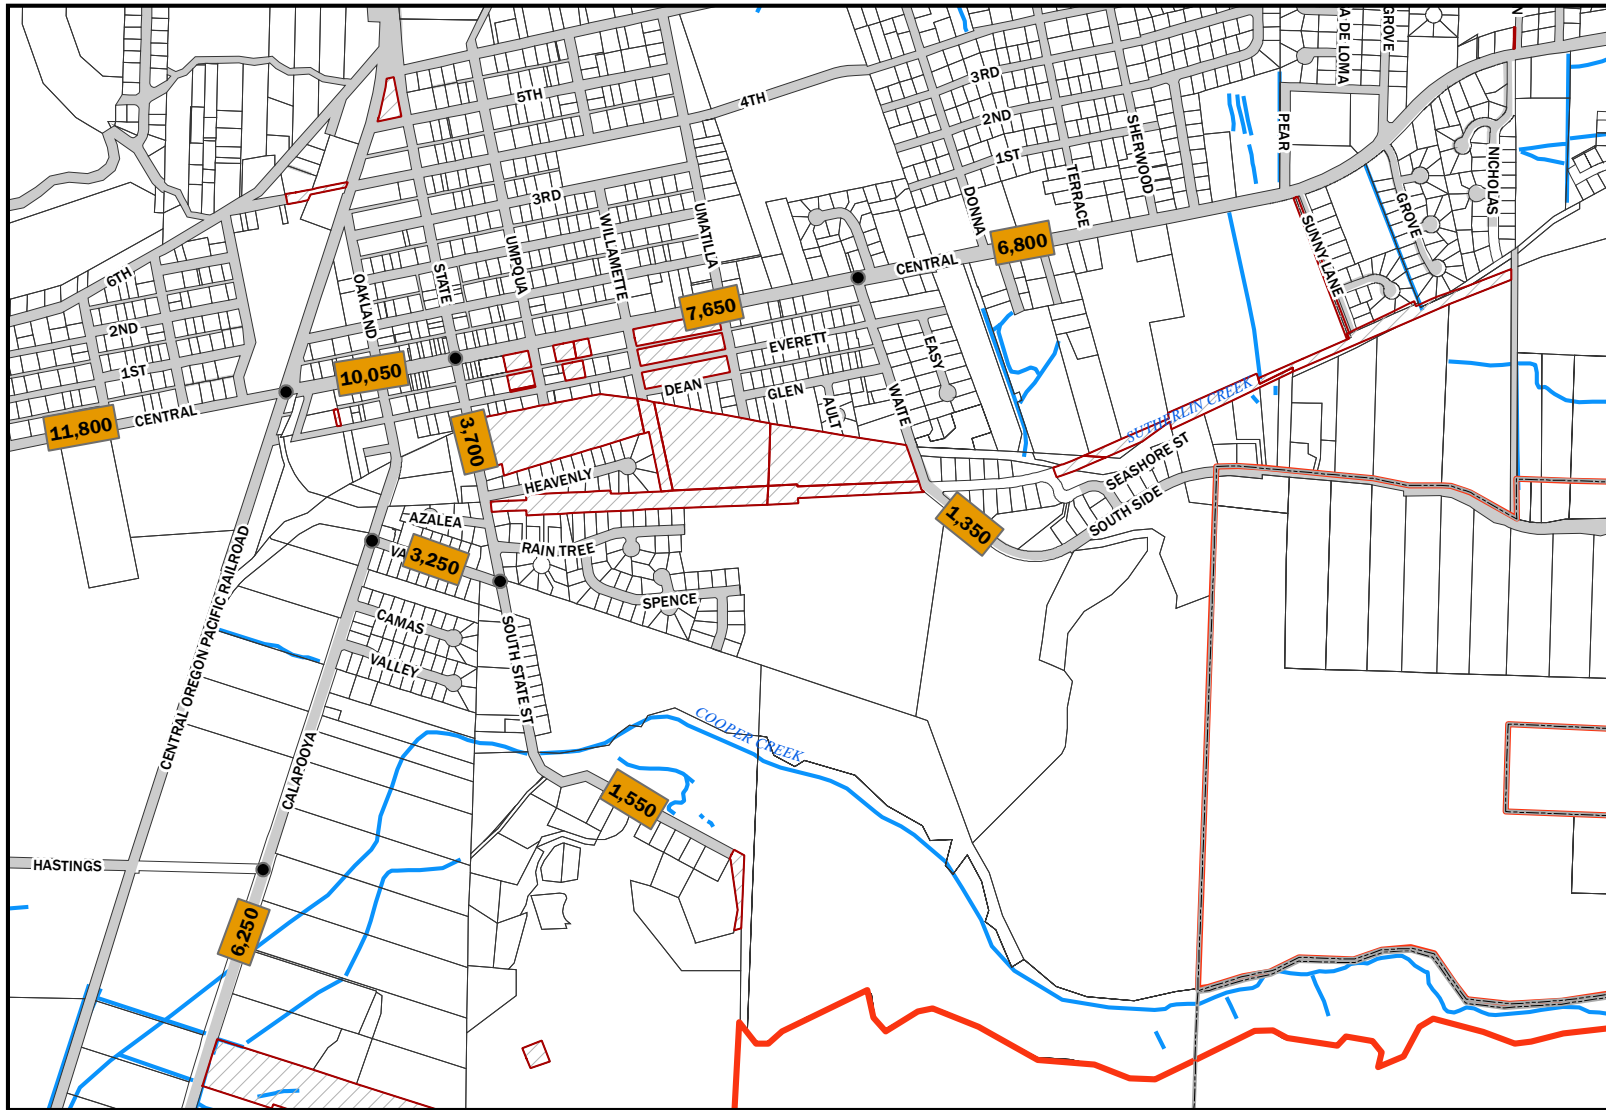 A DE LOMA
GROVE
N
5TH
4TH
3RD
2ND
1ST
SHERWOOD
PEAR
NICHOLAS
TERRACE
DONNA
GROVE
3RD
WILLAMETTE
UMATILLA
UMPQUA
STATE
OAKLAND
6TH
2ND
1ST
CENTRAL
6,800
SUNNY LANE
7,650
EVERETT
EASY
10,050
DEAN
GLEN
AULT
WAITE
11,800
CENTRAL
3,700
SUTHERLIN CREEK
SEASHORE ST
SOUTH SIDE
HEAVENLY
1,350
AZALEA
VA
3,250
RAIN TREE
SPENCE
CAMAS
VALLEY
SOUTH STATE ST
CENTRAL OREGON PACIFIC RAILROAD
COOPER CREEK
CALAPOOYA
1,550
HASTINGS
6,250